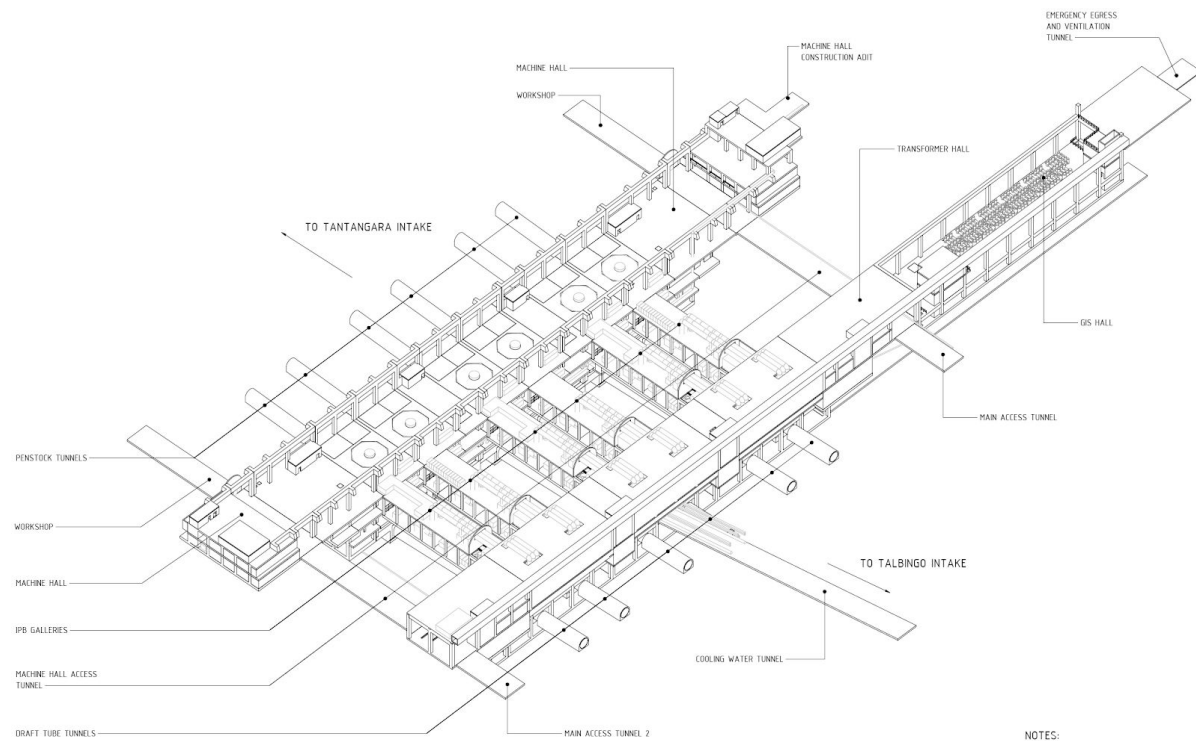 EMERGENCY EGRESS
AND VENTILATION
TUNNEL
MACHINE HALL
CONSTRUCTION ADIT
MACHINE HALL
WORKSHOP
TRANSFORMER HALL
TO TANTANGARA INTAKE
GIS HALL
MAIN ACCESS TUNNEL
PENSTOCK TUNNELS
WORKSHOP
TO TALBINGO INTAKE
MACHINE HALL
IPB GALLERIES
COOLING WATER TUNNEL
MACHINE HALL ACCESS
TUNNEL
DRAFT TUBE TUNNELS
MAIN ACCESS TUNNEL 2
NOTES: